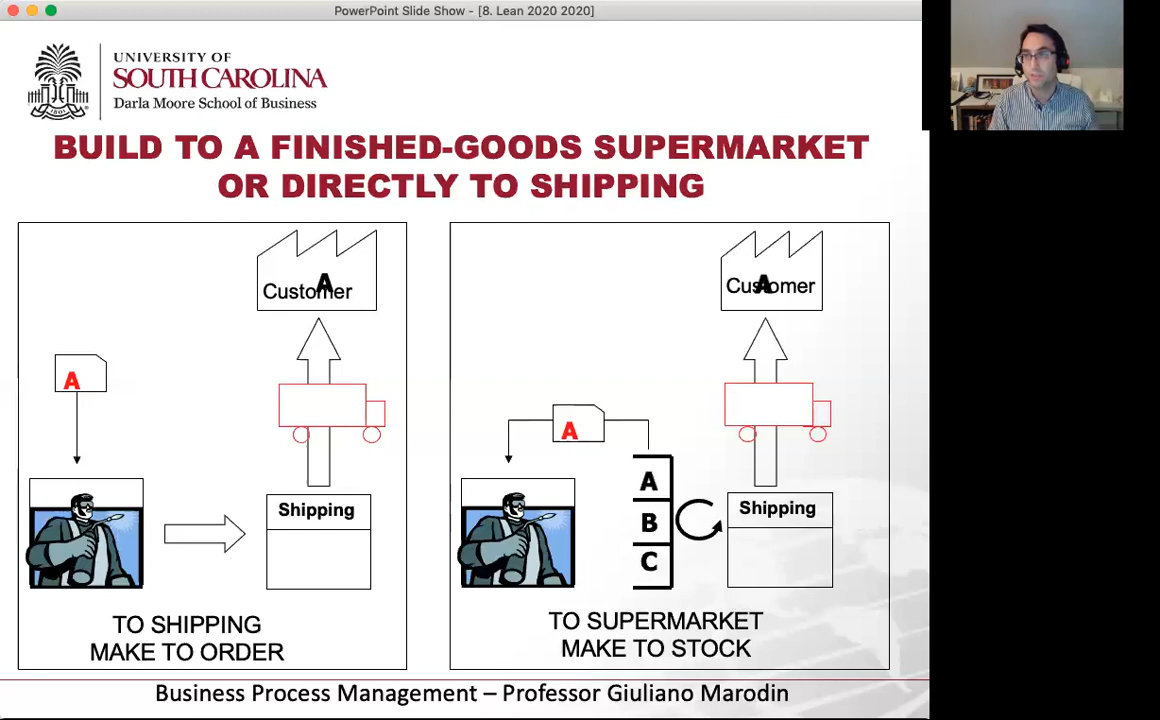 PowerPoint Slide Show - [8. Lean 2020 2020]
UNIVERSITY OF
SOUTH CAROLINA
Darla Moore School of Business
BUILD TO A FINISHED-GOODS SUPERMARKET
OR DIRECTLY TO SHIPPING
A
Customer
A
Shipping
TO SHIPPING
MAKE TO ORDER
A
Customer
A
A
B
C
Shipping
TO SUPERMARKET
MAKE TO STOCK
Business Process Management – Professor Giuliano Marodin